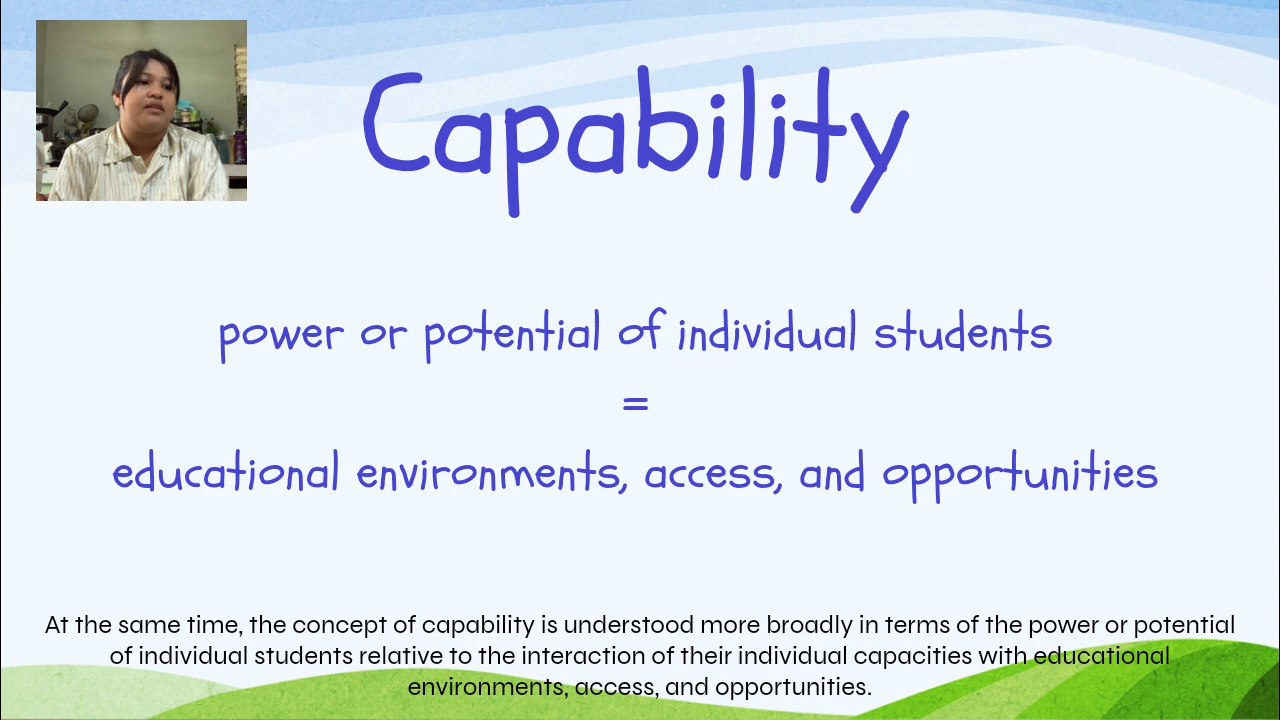 Capability
power or potential of individual students
=
educational environments, access, and opportunities
At the same time, the concept of capability is understood more broadly in terms of the power or potential
of individual students relative to the interaction of their individual capacities with educational
environments, access, and opportunities.